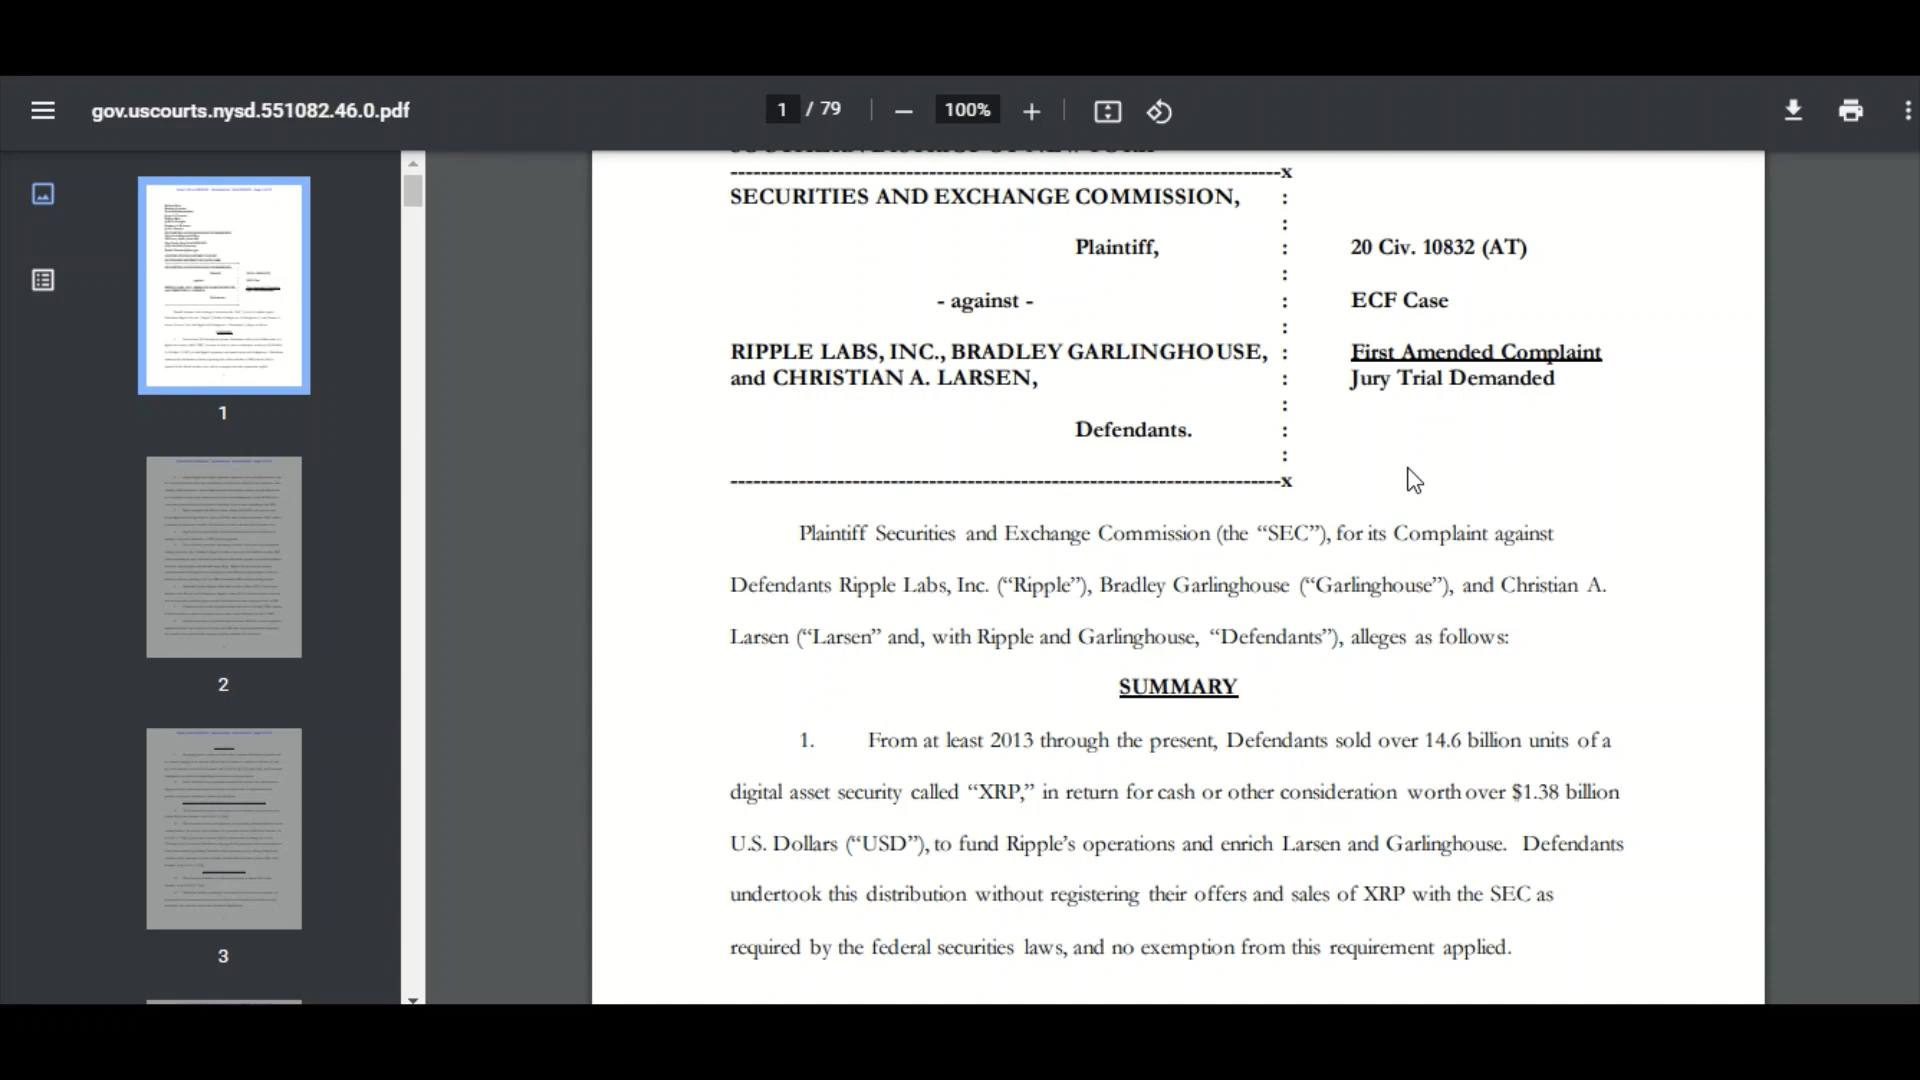 gov.uscourts.nysd.551082.46.0.pdf
1 / 79
100%
1
2
3
SOUTHERN DISTRICT OF NEW YORK
-----------------------------------------------------------------------x
SECURITIES AND EXCHANGE COMMISSION, :
:
Plaintiff, : 20 Civ. 10832 (AT)
:
- against - : ECF Case
:
RIPPLE LABS, INC., BRADLEY GARLINGHOUSE, : First Amended Complaint
and CHRISTIAN A. LARSEN, : Jury Trial Demanded
:
Defendants. :
:
-----------------------------------------------------------------------x
Plaintiff Securities and Exchange Commission (the “SEC”), for its Complaint against
Defendants Ripple Labs, Inc. (“Ripple”), Bradley Garlinghouse (“Garlinghouse”), and Christian A.
Larsen (“Larsen” and, with Ripple and Garlinghouse, “Defendants”), alleges as follows:
SUMMARY
1. From at least 2013 through the present, Defendants sold over 14.6 billion units of a
digital asset security called “XRP,” in return for cash or other consideration worth over $1.38 billion
U.S. Dollars (“USD”), to fund Ripple’s operations and enrich Larsen and Garlinghouse. Defendants
undertook this distribution without registering their offers and sales of XRP with the SEC as
required by the federal securities laws, and no exemption from this requirement applied.